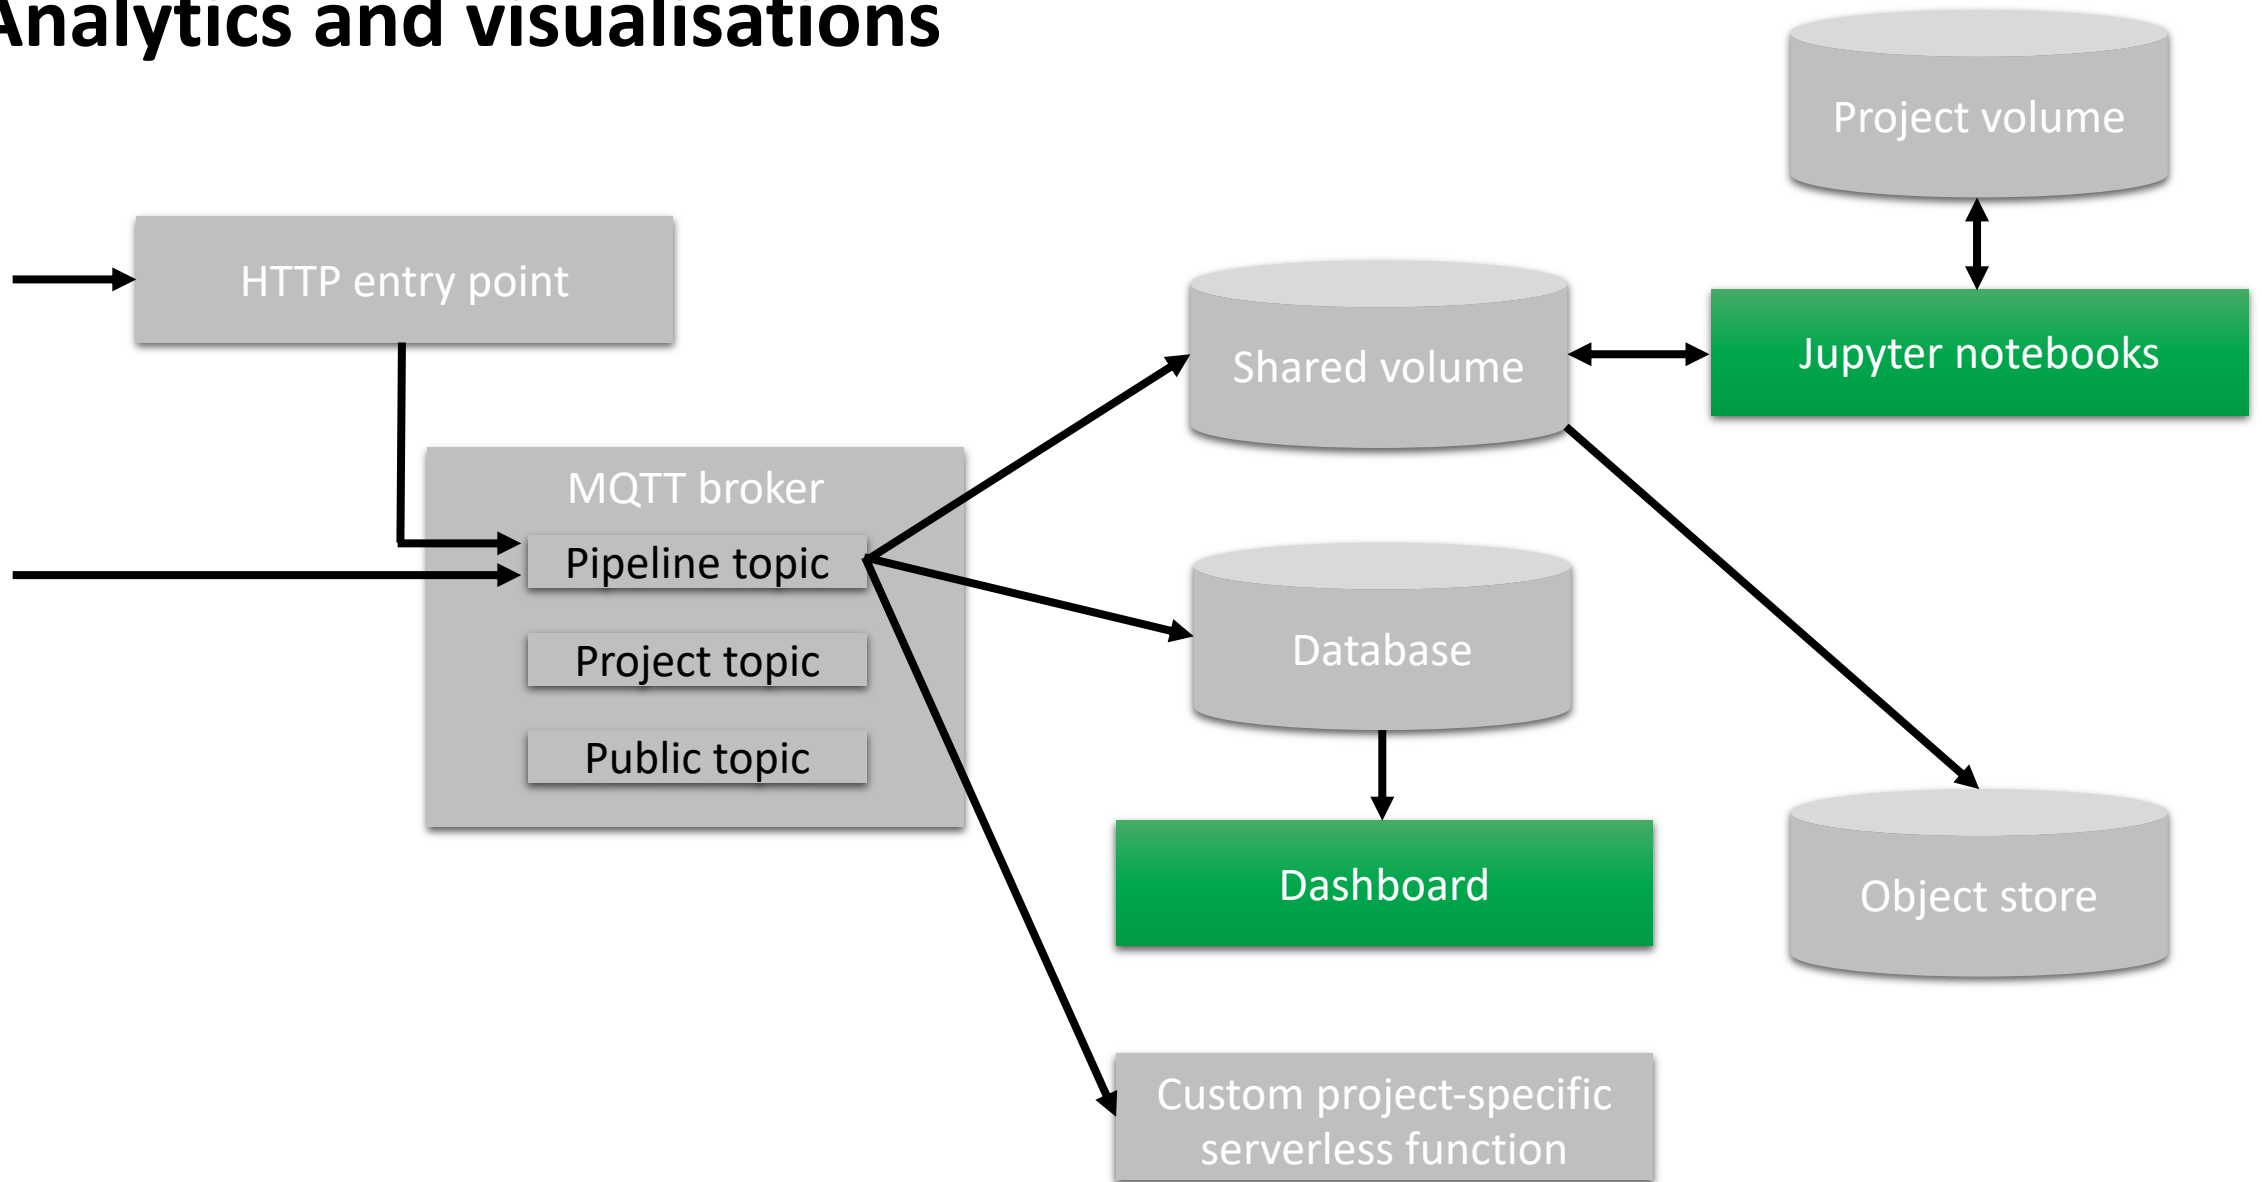 Analytics and visualisations
Project volume
HTTP entry point
Shared volume
Jupyter notebooks
MQTT broker
Pipeline topic
Project topic
Public topic
Database
Dashboard
Object store
Custom project-specific
serverless function